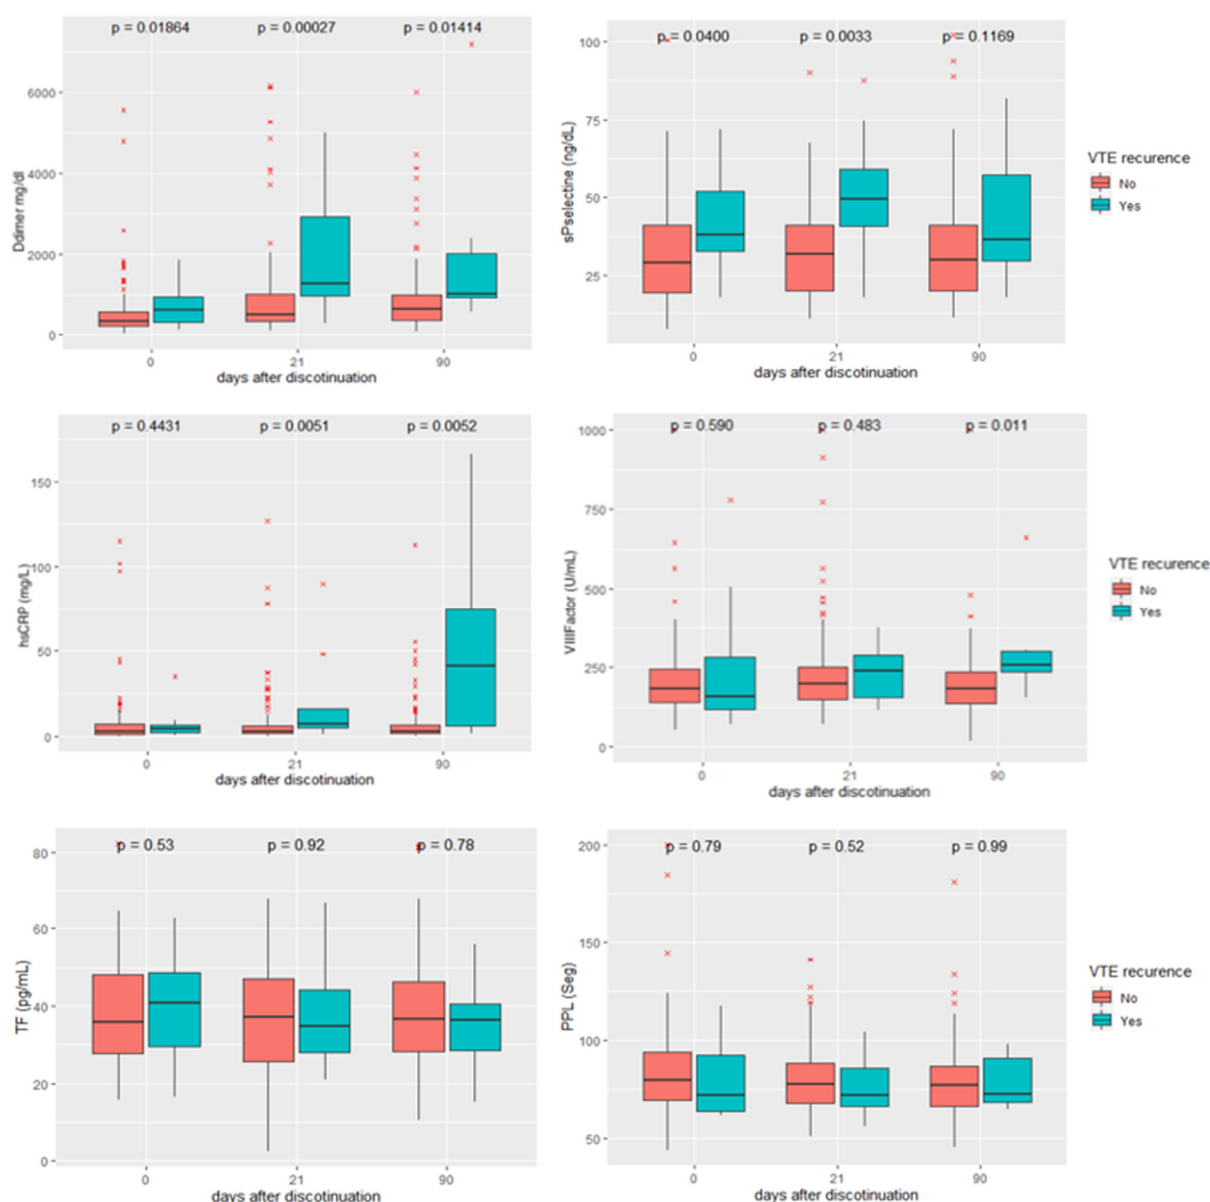 p = 0.01864 p = 0.00027 p = 0.01414
Ddimer mg/dl
6000
4000
2000
0
0 21 90
days after discotinuation
p = 0.0400 p = 0.0033 p = 0.1169
sPselectine (ng/dL)
100
75
50
25
0 21 90
days after discotinuation
VTE recurence
No
Yes
p = 0.4431 p = 0.0051 p = 0.0052
hsCRP (mg/L)
150
100
50
0
0 21 90
days after discotinuation
p = 0.590 p = 0.483 p = 0.011
VIIIFactor (U/mL)
1000
750
500
250
0
0 21 90
days after discotinuation
VTE recurence
No
Yes
p = 0.53 p = 0.92 p = 0.78
TF (pg/mL)
80
60
40
20
0
0 21 90
days after discotinuation
p = 0.79 p = 0.52 p = 0.99
PPL (Seg)
200
150
100
50
0 21 90
days after discotinuation
VTE recurence
No
Yes